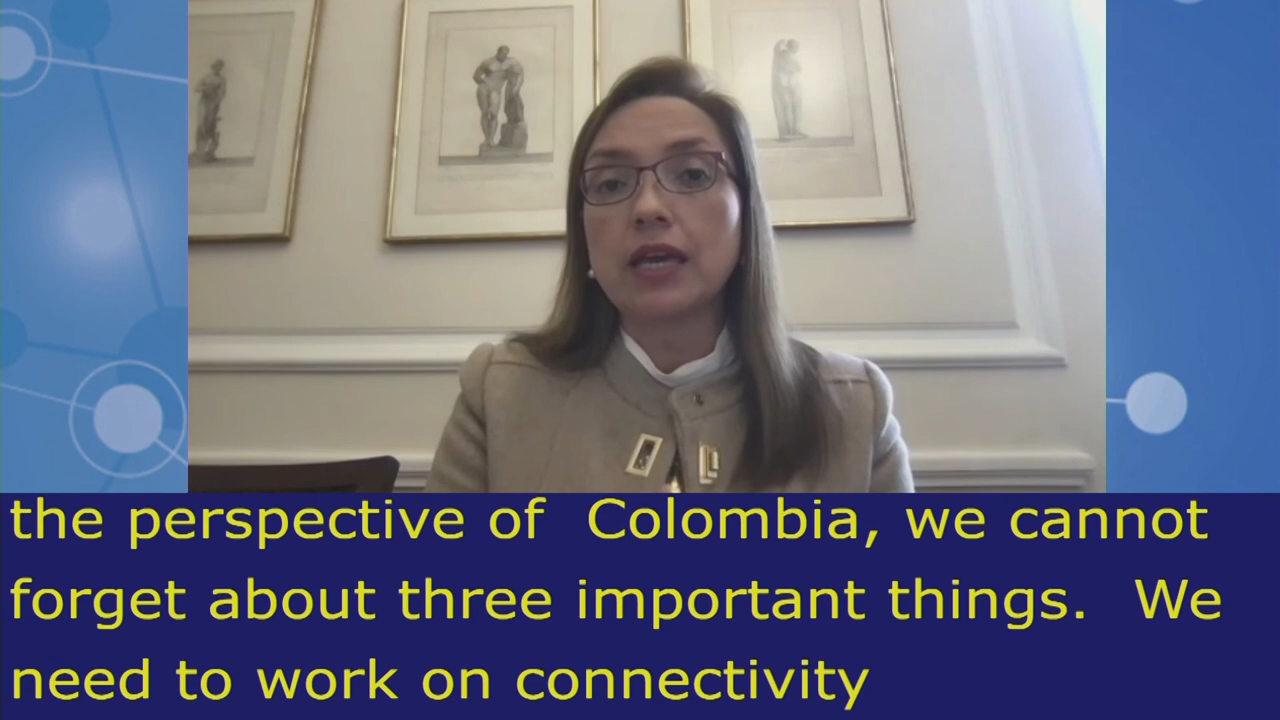 the perspective of  Colombia, we cannot
forget about three important things.  We
need to work on connectivity